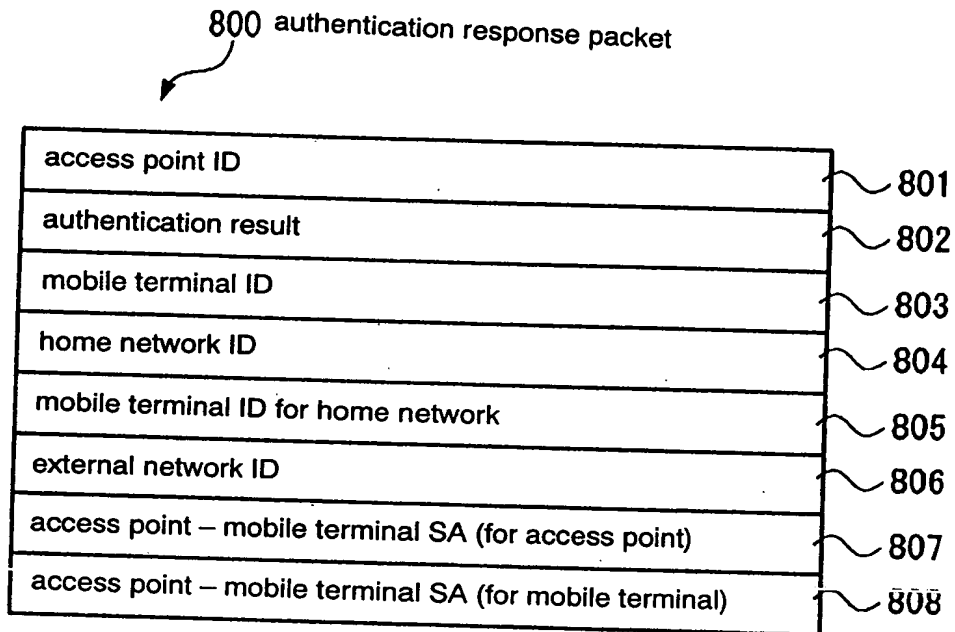 800 authentication response packet
access point ID 801
authentication result 802
mobile terminal ID 803
home network ID 804
mobile terminal ID for home network 805
external network ID 806
access point – mobile terminal SA (for access point) 807
access point – mobile terminal SA (for mobile terminal) 808